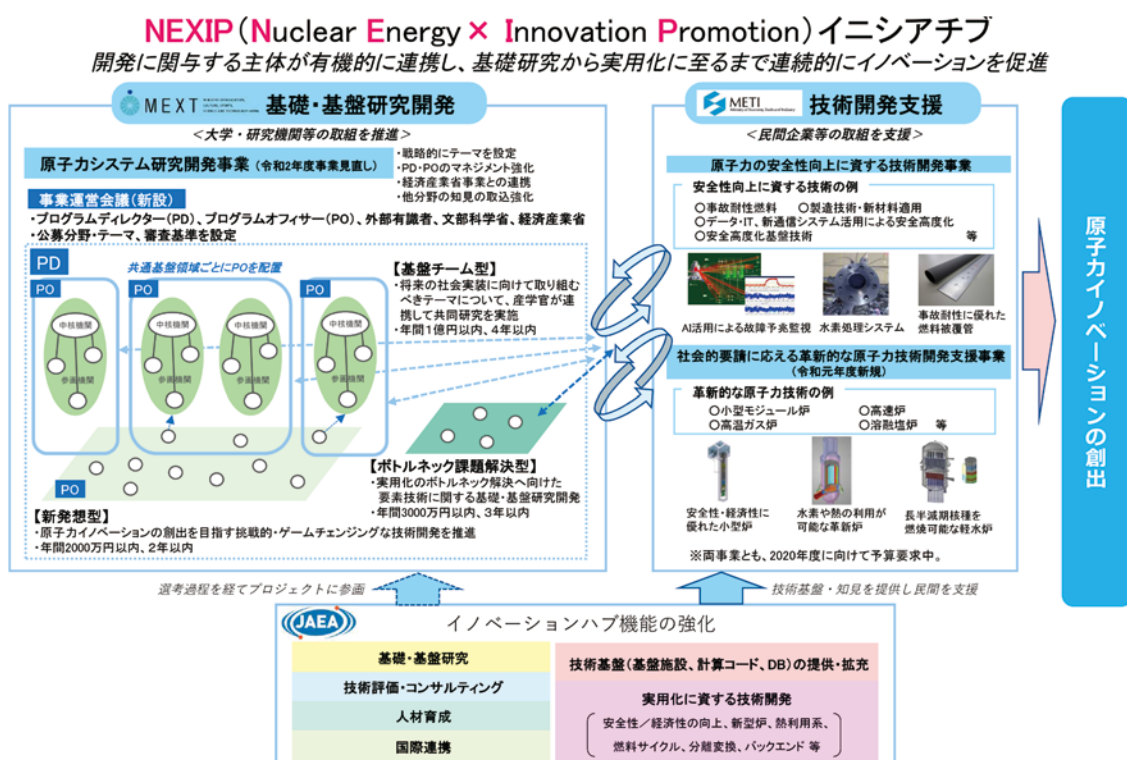 NEXIP(Nuclear Energy × Innovation Promotion)イニシアチブ
開発に関与する主体が有機的に連携し、基礎研究から実用化に至るまで連続的にイノベーションを促進
MEXT
基礎・基盤研究開発
<大学・研究機関等の取組を推進>
原子力システム研究開発事業 (令和2年度事業見直し)
・戦略的にテーマを設定
・PD・POのマネジメント強化
・経済産業省事業との連携
・他分野の知見の取込強化
事業運営会議(新設)
・プログラムディレクター(PD)、プログラムオフィサー(PO)、外部有識者、文部科学省、経済産業省
・公募分野・テーマ、審査基準を設定
PD
共通基盤領域ごとにPOを配置
PO
PO
PO
中核機関
中核機関
中核機関
中核機関
参画機関
参画機関
参画機関
参画機関
【基盤チーム型】
・将来の社会実装に向けて取り組む
べきテーマについて、産学官が連
携して共同研究を実施
・年間1億円以内、4年以内
PO
【ボトルネック課題解決型】
・実用化のボトルネック解決へ向けた
要素技術に関する基礎・基盤研究開発
・年間3000万円以内、3年以内
【新発想型】
・原子力イノベーションの創出を目指す挑戦的・ゲームチェンジングな技術開発を推進
・年間2000万円以内、2年以内
METI
Ministry of Economy, Trade and Industry
技術開発支援
<民間企業等の取組を支援>
原子力の安全性向上に資する技術開発事業
安全性向上に資する技術の例
○事故耐性燃料 ○製造技術・新材料適用
○データ・IT、新通信システム活用による安全高度化
○安全高度化基盤技術 等
AI活用による故障予兆監視
水素処理システム
事故耐性に優れた
燃料被覆管
社会的要請に応える革新的な原子力技術開発支援事業
(令和元年度新規)
革新的な原子力技術の例
○小型モジュール炉 ○高速炉
○高温ガス炉 ○溶融塩炉 等
安全性・経済性に
優れた小型炉
水素や熱の利用が
可能な革新炉
長半減期核種を
燃焼可能な軽水炉
※両事業とも、2020年度に向けて予算要求中。
原子力イノベーションの創出
選考過程を経てプロジェクトに参画
技術基盤・知見を提供し民間を支援
JAEA
イノベーションハブ機能の強化
基礎・基盤研究
技術評価・コンサルティング
人材育成
国際連携
技術基盤(基盤施設、計算コード、DB)の提供・拡充
実用化に資する技術開発
安全性/経済性の向上、新型炉、熱利用系、
燃料サイクル、分離変換、バックエンド 等